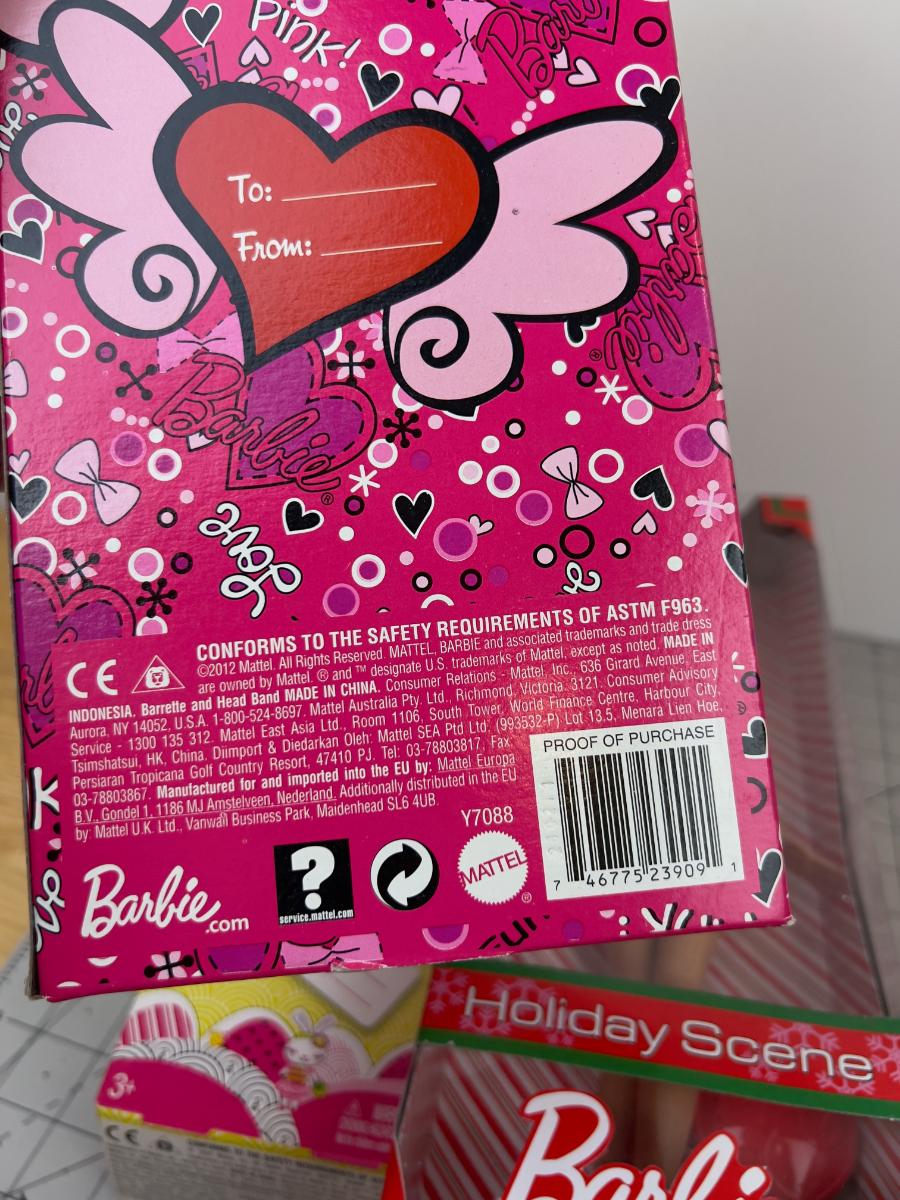 Pink!
Barbie
To:
From:
Barbie
®
Barbie
®
Love
CONFORMS TO THE SAFETY REQUIREMENTS OF ASTM F963.
CE ©2012 Mattel. All Rights Reserved. MATTEL, BARBIE and associated trademarks and trade dress
are owned by Mattel. ® and ™ designate U.S. trademarks of Mattel, except as noted. MADE IN
INDONESIA. Barrette and Head Band MADE IN CHINA. Consumer Relations - Mattel, Inc., 636 Girard Avenue, East
Aurora, NY 14052, U.S.A. 1-800-524-8697. Mattel Australia Pty. Ltd., Richmond, Victoria. 3121. Consumer Advisory
Service - 1300 135 312. Mattel East Asia Ltd., Room 1106, South Tower, World Finance Centre, Harbour City,
Tsimshatsui, HK, China. Diimport & Diedarkan Oleh: Mattel SEA Ptd Ltd. (993532-P) Lot 13.5, Menara Lien Hoe,
Persiaran Tropicana Golf Country Resort, 47410 PJ. Tel: 03-78803817, Fax:
03-78803867. Manufactured for and imported into the EU by: Mattel Europa
B.V., Gondel 1, 1186 MJ Amstelveen, Nederland. Additionally distributed in the EU
by: Mattel U.K. Ltd., Vanwall Business Park, Maidenhead SL6 4UB.
Y7088
PROOF OF PURCHASE
7 46775 23909 1
Barbie.com
?
service.mattel.com
MATTEL
®
Holiday Scene
3+
CE
Barbi